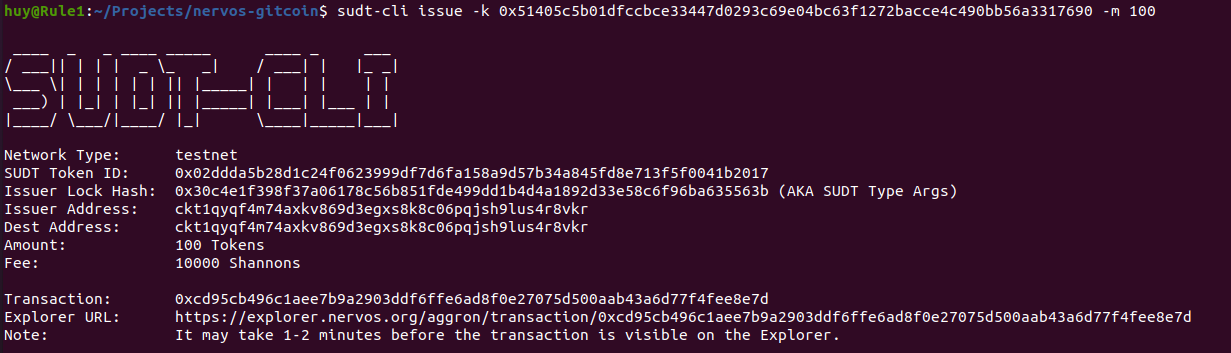 huy@Rule1:~/Projects/nervos-gitcoin$ sudt-cli issue -k 0x51405c5b01dfccbce33447d0293c69e04bc63f1272bacce4c490bb56a3317690 -m 100
SUDT-CLI
Network Type: testnet
SUDT Token ID: 0x02ddda5b28d1c24f0623999df7d6fa158a9d57b34a845fd8e713f5f0041b2017
Issuer Lock Hash: 0x30c4e1f398f37a06178c56b851fde499dd1b4d4a1892d33e58c6f96ba635563b (AKA SUDT Type Args)
Issuer Address: ckt1qyqf4m74axkv869d3egxs8k8c06pqjsh9lus4r8vkr
Dest Address: ckt1qyqf4m74axkv869d3egxs8k8c06pqjsh9lus4r8vkr
Amount: 100 Tokens
Fee: 10000 Shannons
Transaction: 0xcd95cb496c1aee7b9a2903ddf6ffe6ad8f0e27075d500aab43a6d77f4fee8e7d
Explorer URL: https://explorer.nervos.org/aggron/transaction/0xcd95cb496c1aee7b9a2903ddf6ffe6ad8f0e27075d500aab43a6d77f4fee8e7d
Note: It may take 1-2 minutes before the transaction is visible on the Explorer.